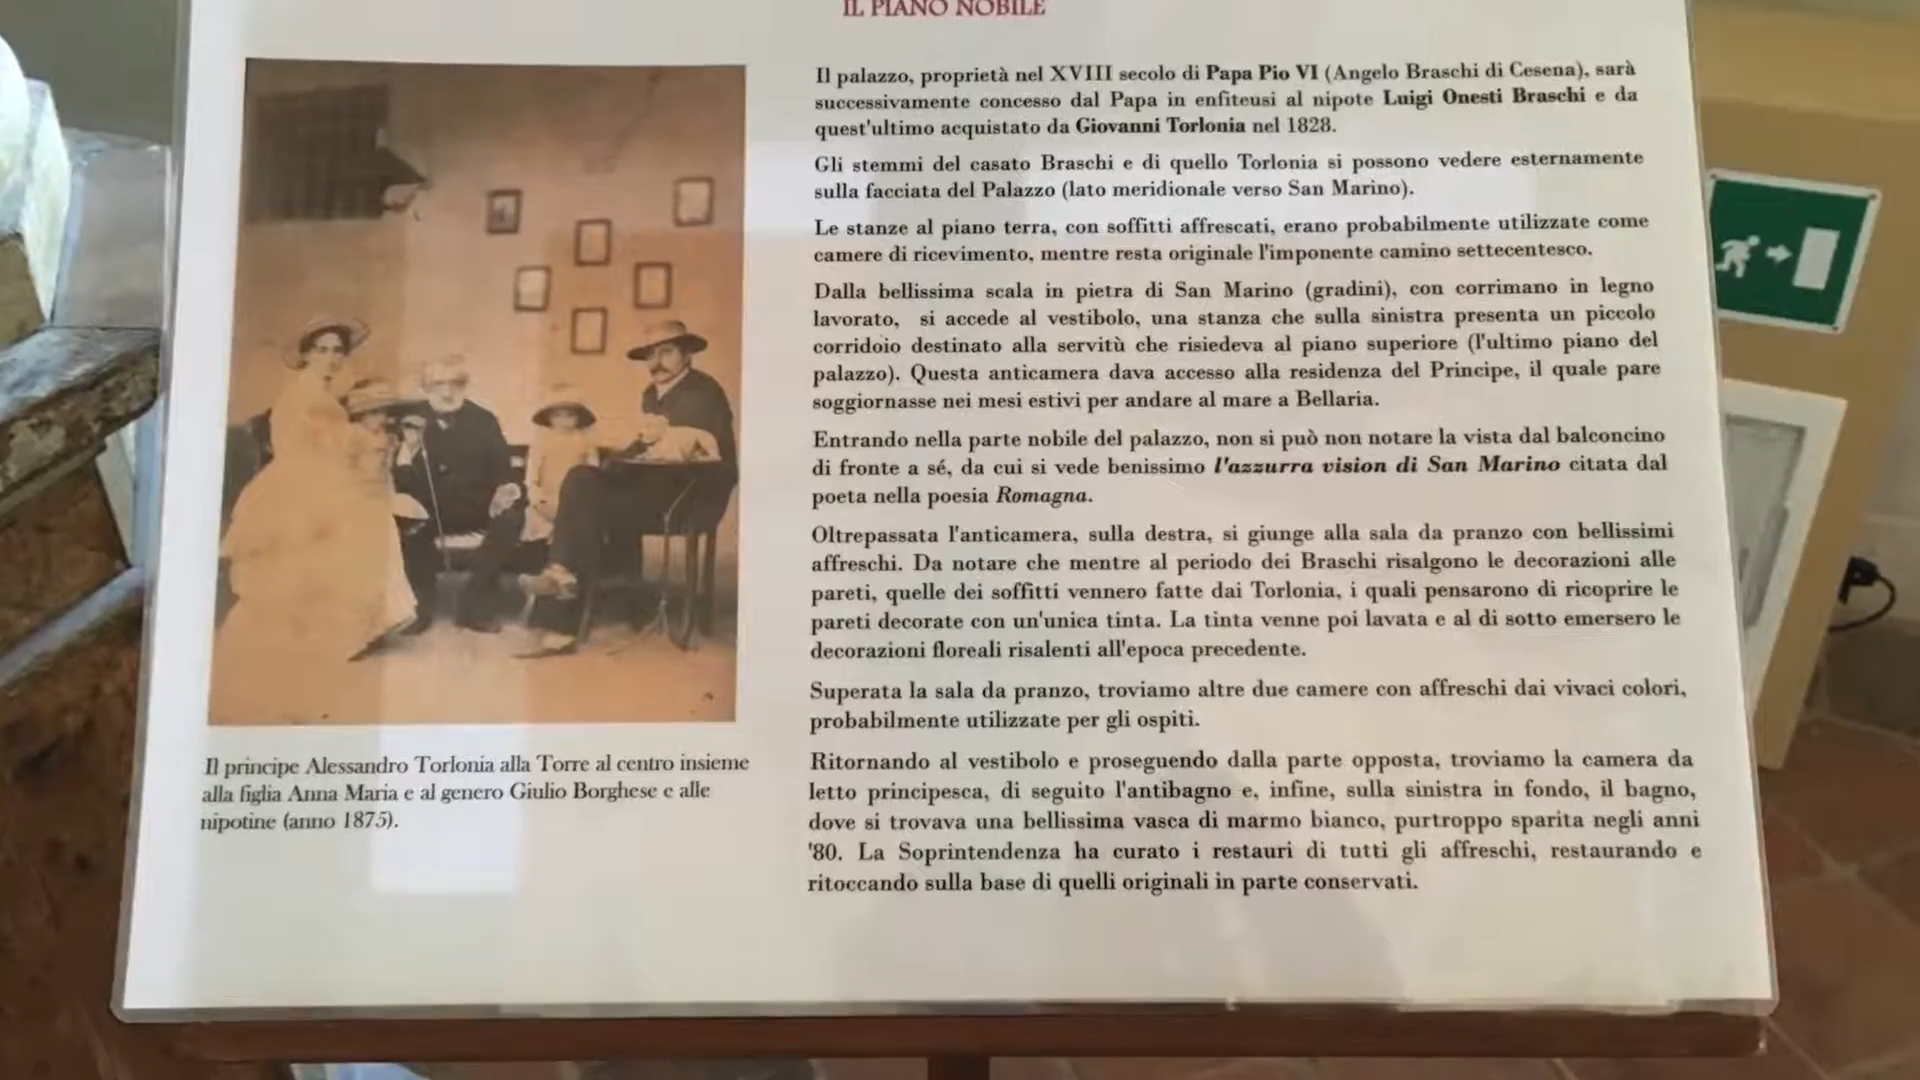 IL PIANO NOBILE
Il palazzo, proprietà nel XVIII secolo di Papa Pio VI (Angelo Braschi di Cesena), sarà
successivamente concesso dal Papa in enfiteusi al nipote Luigi Onesti Braschi e da
quest'ultimo acquistato da Giovanni Torlonia nel 1828.
Gli stemmi del casato Braschi e di quello Torlonia si possono vedere esternamente
sulla facciata del Palazzo (lato meridionale verso San Marino).
Le stanze al piano terra, con soffitti affrescati, erano probabilmente utilizzate come
camere di ricevimento, mentre resta originale l'imponente camino settecentesco.
Dalla bellissima scala in pietra di San Marino (gradini), con corrimano in legno
lavorato, si accede al vestibolo, una stanza che sulla sinistra presenta un piccolo
corridoio destinato alla servitù che risiedeva al piano superiore (l'ultimo piano del
palazzo). Questa anticamera dava accesso alla residenza del Principe, il quale pare
soggiornasse nei mesi estivi per andare al mare a Bellaria.
Entrando nella parte nobile del palazzo, non si può non notare la vista dal balconcino
di fronte a sé, da cui si vede benissimo l'azzurra vision di San Marino citata dal
poeta nella poesia Romagna.
Oltrepassata l'anticamera, sulla destra, si giunge alla sala da pranzo con bellissimi
affreschi. Da notare che mentre al periodo dei Braschi risalgono le decorazioni alle
pareti, quelle dei soffitti vennero fatte dai Torlonia, i quali pensarono di ricoprire le
pareti decorate con un'unica tinta. La tinta venne poi lavata e al di sotto emersero le
decorazioni floreali risalenti all'epoca precedente.
Superata la sala da pranzo, troviamo altre due camere con affreschi dai vivaci colori,
probabilmente utilizzate per gli ospiti.
Ritornando al vestibolo e proseguendo dalla parte opposta, troviamo la camera da
letto principesca, di seguito l'antibagno e, infine, sulla sinistra in fondo, il bagno,
dove si trovava una bellissima vasca di marmo bianco, purtroppo sparita negli anni
'80. La Soprintendenza ha curato i restauri di tutti gli affreschi, restaurando e
ritoccando sulla base di quelli originali in parte conservati.
Il principe Alessandro Torlonia alla Torre al centro insieme
alla figlia Anna Maria e al genero Giulio Borghese e alle
nipotine (anno 1875).